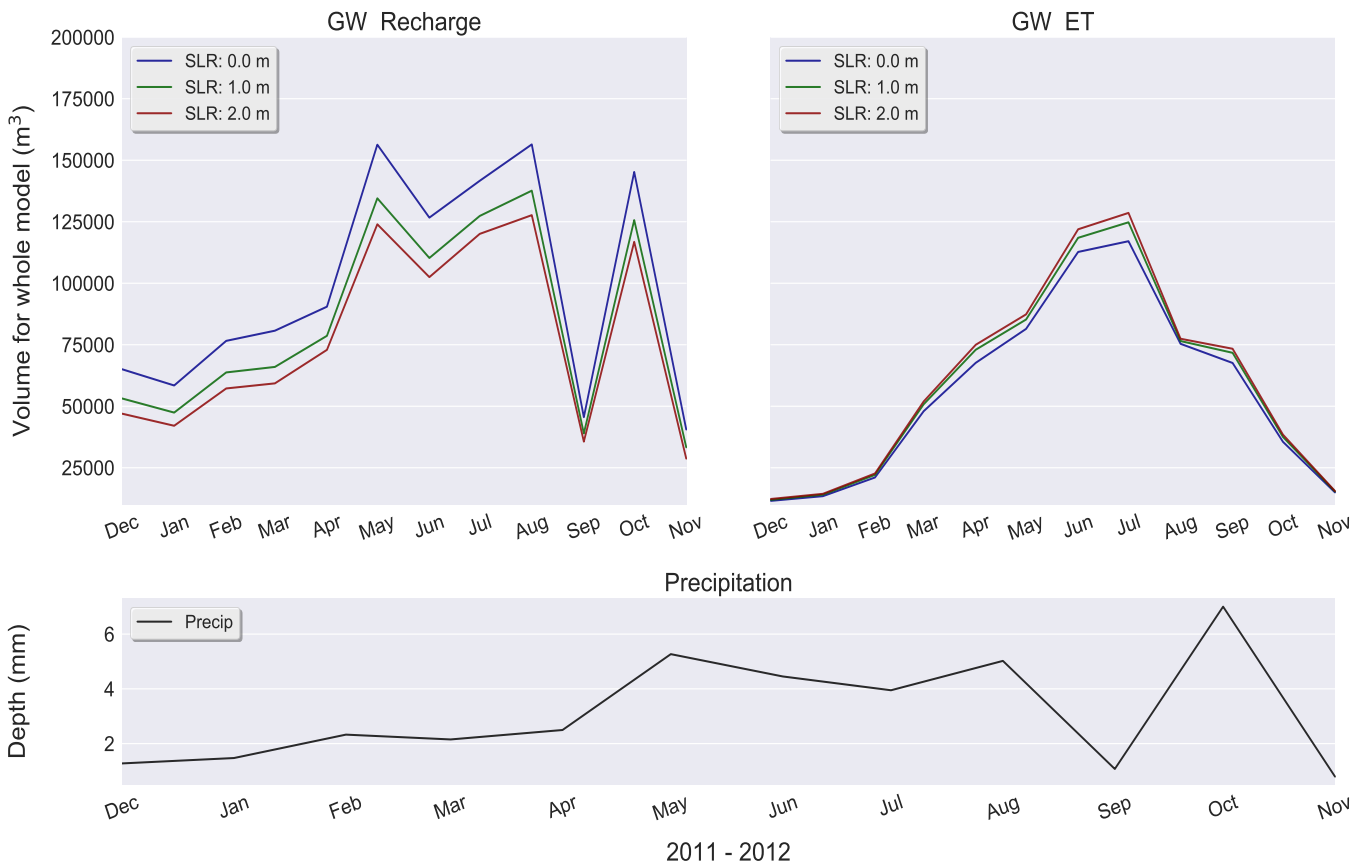 GW Recharge
GW ET
Volume for whole model (m³)
200000
175000
150000
125000
100000
75000
50000
25000
SLR: 0.0 m
SLR: 1.0 m
SLR: 2.0 m
SLR: 0.0 m
SLR: 1.0 m
SLR: 2.0 m
Dec Jan Feb Mar Apr May Jun Jul Aug Sep Oct Nov
Dec Jan Feb Mar Apr May Jun Jul Aug Sep Oct Nov
Precipitation
Depth (mm)
6
4
2
Precip
Dec Jan Feb Mar Apr May Jun Jul Aug Sep Oct Nov
2011 - 2012